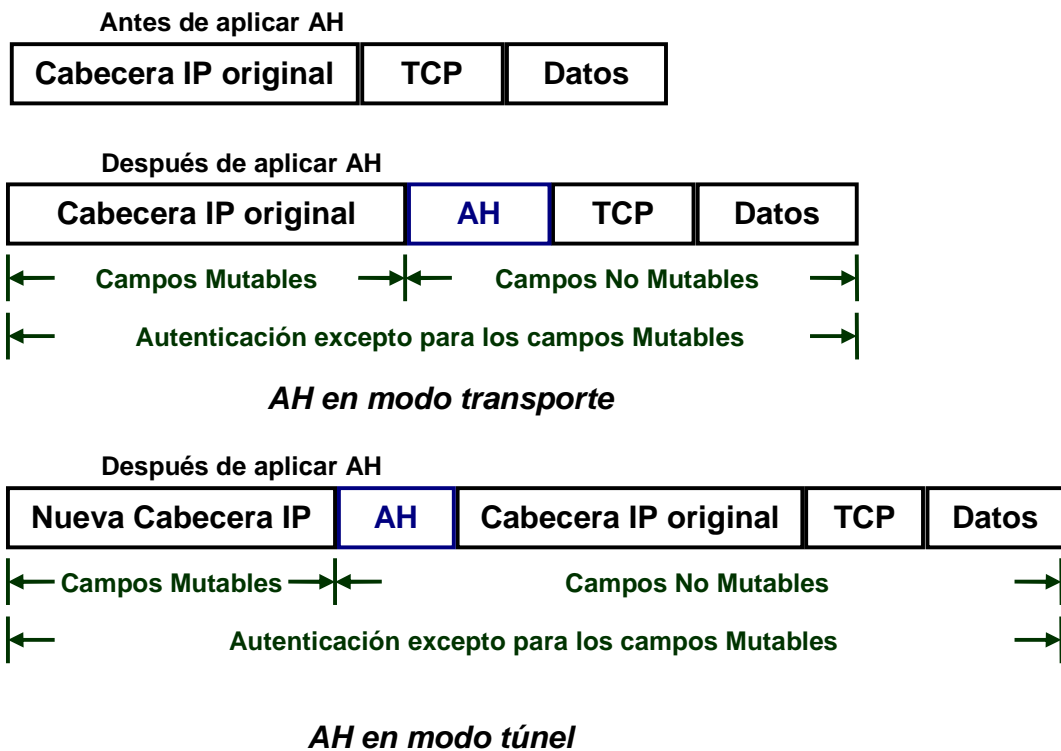 Antes de aplicar AH
Cabecera IP original TCP Datos
Después de aplicar AH
Cabecera IP original AH TCP Datos
Campos Mutables Campos No Mutables
Autenticación excepto para los campos Mutables
AH en modo transporte
Después de aplicar AH
Nueva Cabecera IP AH Cabecera IP original TCP Datos
Campos Mutables Campos No Mutables
Autenticación excepto para los campos Mutables
AH en modo túnel